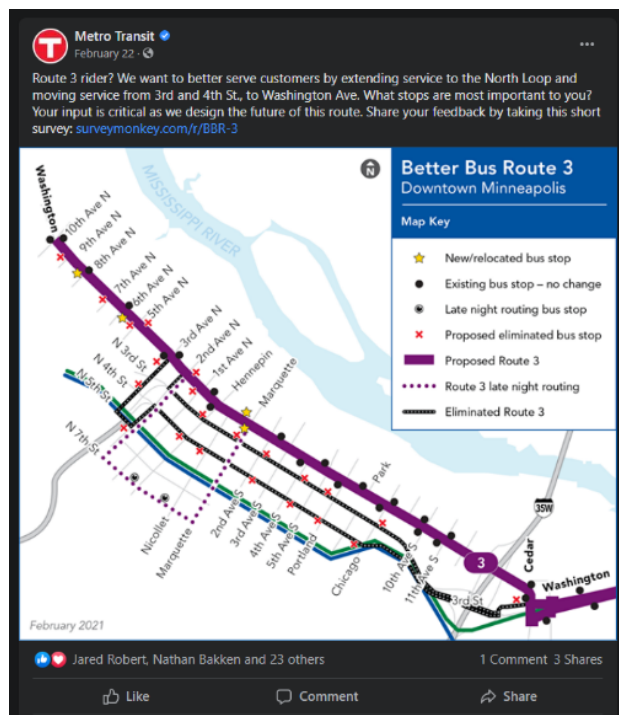 Metro Transit
February 22 ·
Route 3 rider? We want to better serve customers by extending service to the North Loop and
moving service from 3rd and 4th St., to Washington Ave. What stops are most important to you?
Your input is critical as we design the future of this route. Share your feedback by taking this short
survey: surveymonkey.com/r/BBR-3
N
Better Bus Route 3
Downtown Minneapolis
Map Key
New/relocated bus stop
Existing bus stop – no change
Late night routing bus stop
Proposed eliminated bus stop
Proposed Route 3
Route 3 late night routing
Eliminated Route 3
MISSISSIPPI RIVER
Washington
10th Ave N
9th Ave N
8th Ave N
7th Ave N
6th Ave N
5th Ave N
3rd Ave N
2nd Ave N
1st Ave N
Hennepin
Marquette
N 3rd St
N 4th St
N 5th St
N 7th St
Nicollet
Marquette
2nd Ave S
3rd Ave S
4th Ave S
5th Ave S
Portland
Park
Chicago
10th Ave S
11th Ave S
3rd St
3
35W
Cedar
Washington
February 2021
Jared Robert, Nathan Bakken and 23 others
1 Comment 3 Shares
Like
Comment
Share